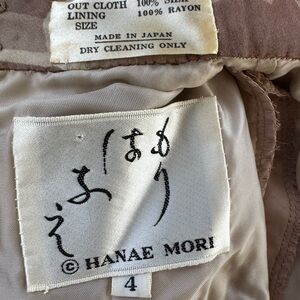 OUT CLOTH 100% SILK
LINING 100% RAYON
SIZE
MADE IN JAPAN
DRY CLEANING ONLY
もり
はなえ
© HANAE MORI
4